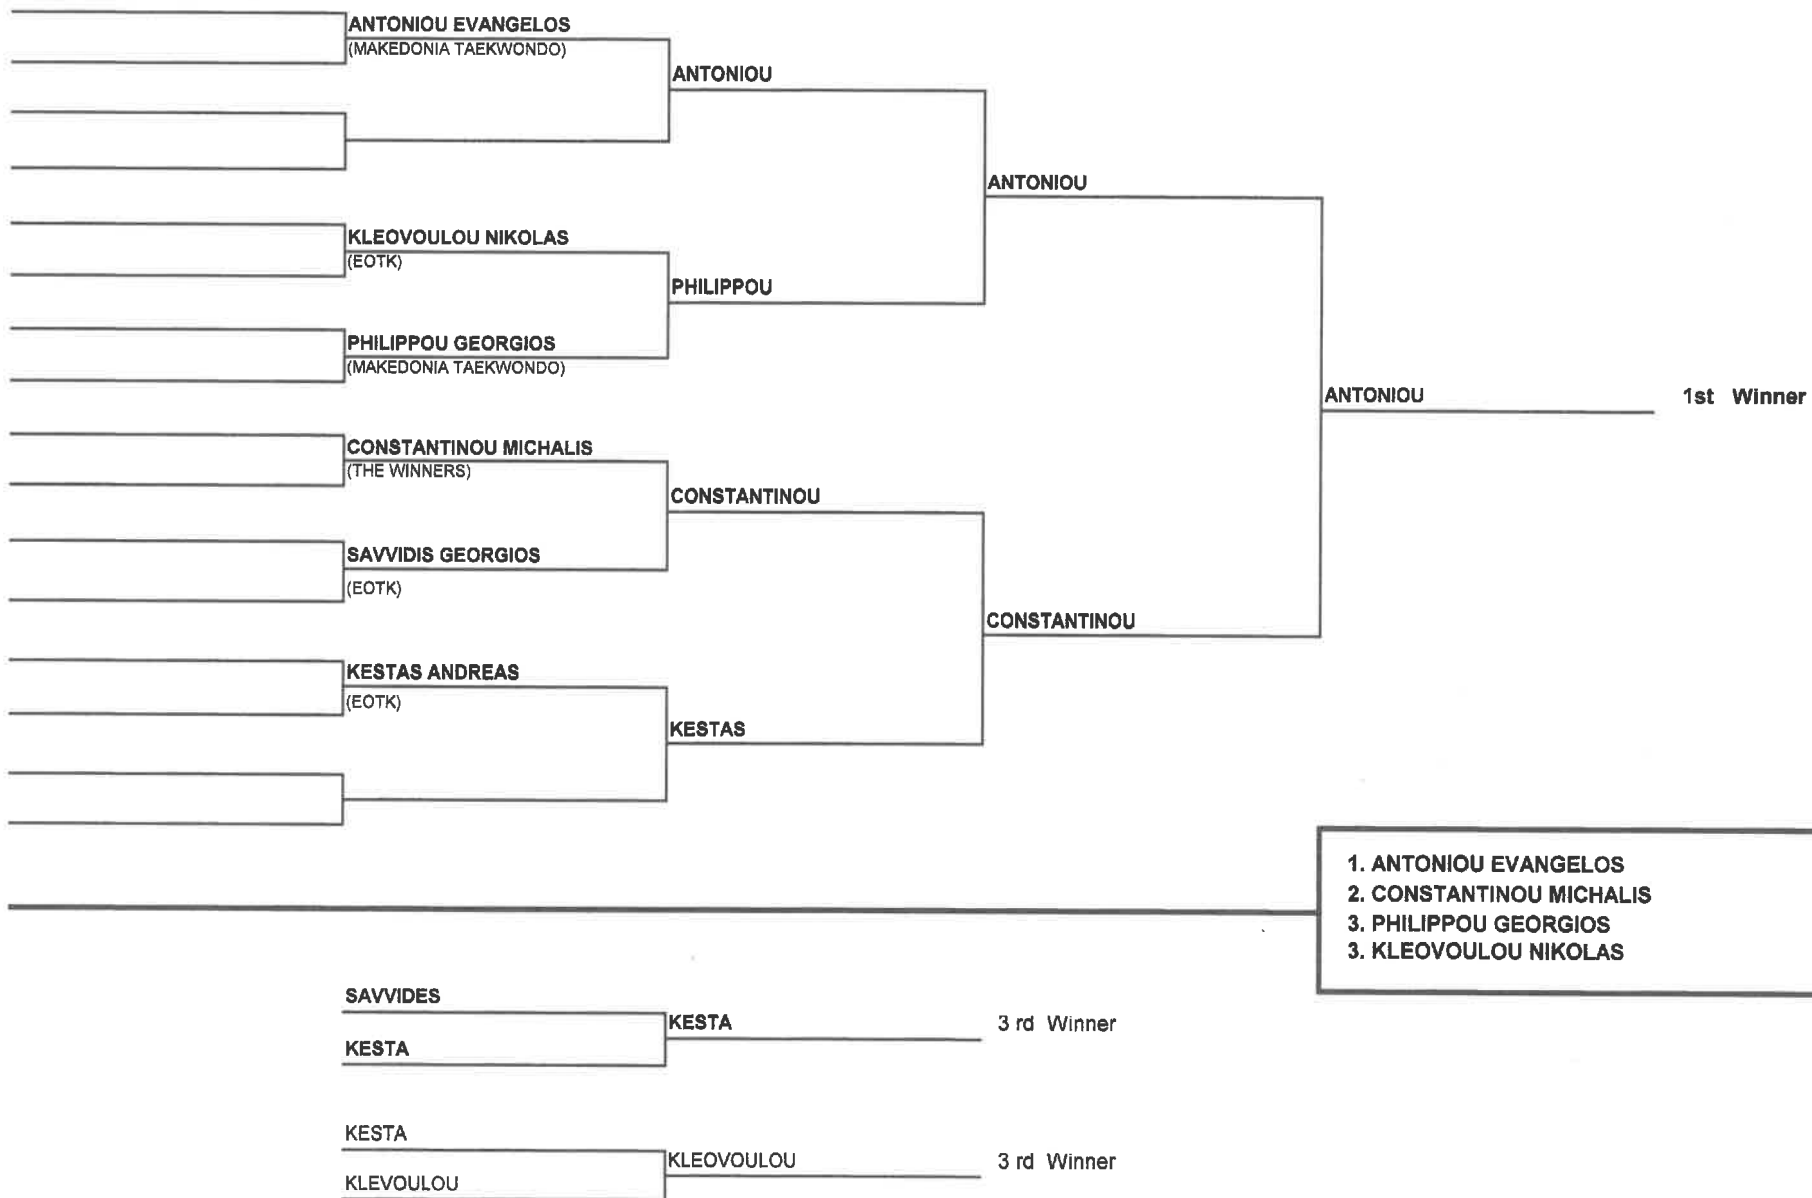 ANTONIOU EVANGELOS
(MAKEDONIA TAEKWONDO)
ANTONIOU
ANTONIOU
KLEOVOULOU NIKOLAS
(EOTK)
PHILIPPOU
PHILIPPOU GEORGIOS
(MAKEDONIA TAEKWONDO)
ANTONIOU
1st Winner
CONSTANTINOU MICHALIS
(THE WINNERS)
CONSTANTINOU
SAVVIDIS GEORGIOS
(EOTK)
CONSTANTINOU
KESTAS ANDREAS
(EOTK)
KESTAS
1. ANTONIOU EVANGELOS
2. CONSTANTINOU MICHALIS
3. PHILIPPOU GEORGIOS
3. KLEOVOULOU NIKOLAS
SAVVIDES
KESTA
3 rd Winner
KESTA
KESTA
KLEOVOULOU
3 rd Winner
KLEVOULOU